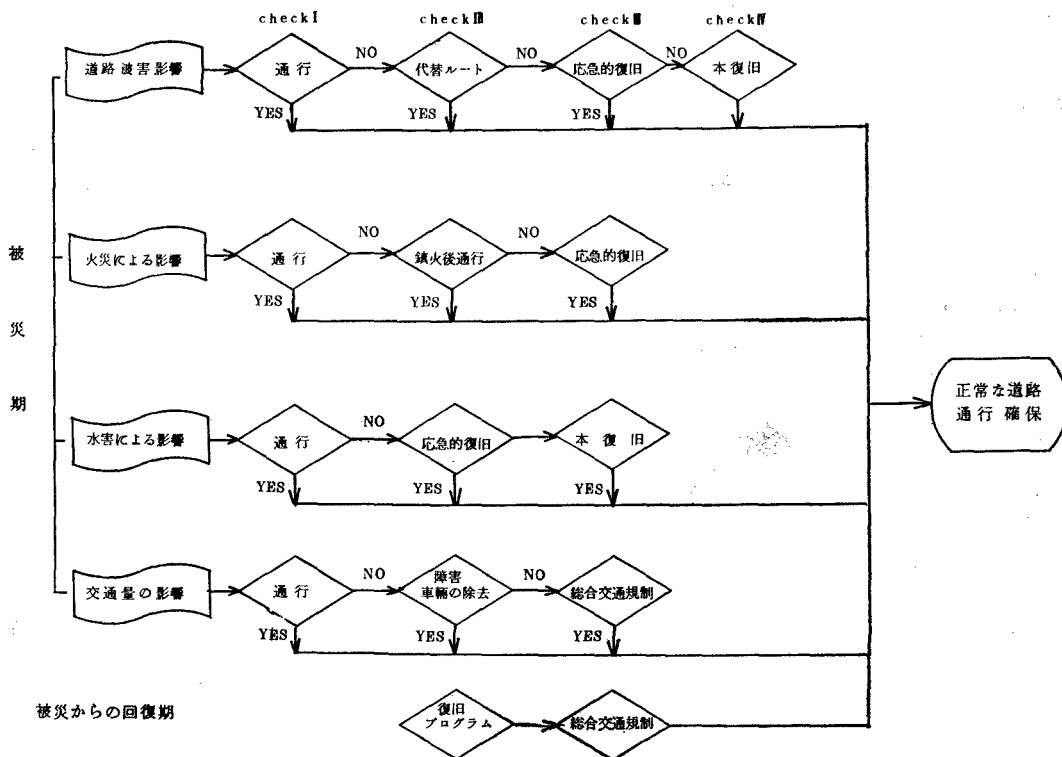 checkⅠ checkⅡ checkⅢ checkⅣ
道路被害影響 通行 NO 代替ルート NO 応急的復旧 NO 本復旧
YES YES YES YES
火災による影響 通行 NO 鎮火後通行 NO 応急的復旧
YES YES YES
水害による影響 通行 NO 応急的復旧 本復旧
YES YES YES
交通量の影響 通行 NO 障害 NO 総合交通規制
車輛の除去
YES YES YES
被災期
正常な道路
通行確保
被災からの回復期
復旧 総合交通規制
プログラム